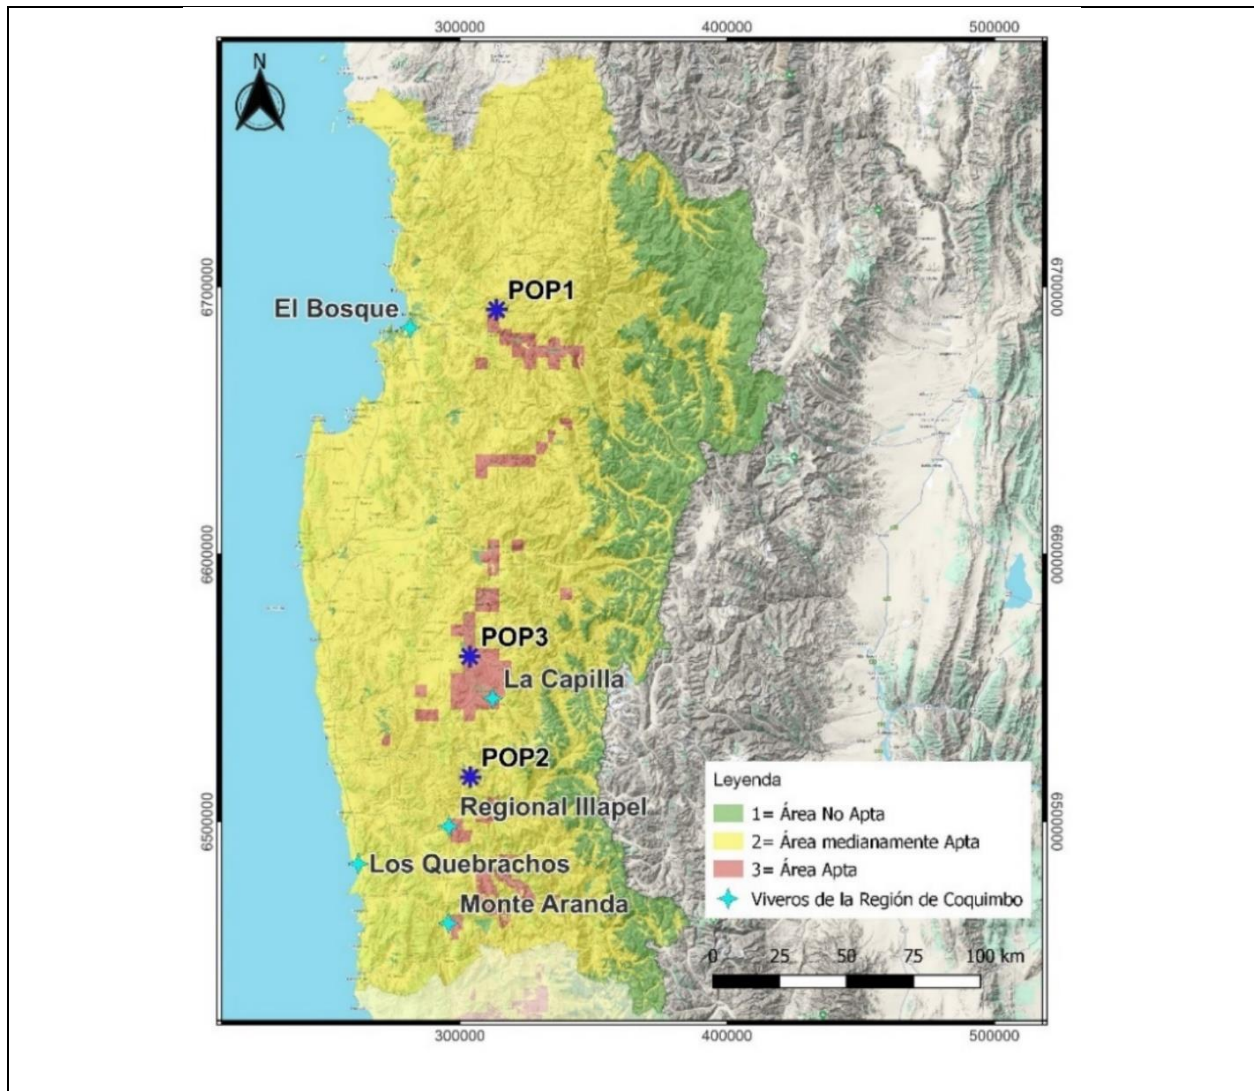 300000 400000 500000
N
6700000 6700000
POP1
El Bosque
6600000 6600000
POP3
La Capilla
POP2
Regional Illapel
6500000 6500000
Los Quebrachos
Monte Aranda
Leyenda
1= Área No Apta
2= Área medianamente Apta
3= Área Apta
Viveros de la Región de Coquimbo
0 25 50 75 100 km
300000 400000 500000